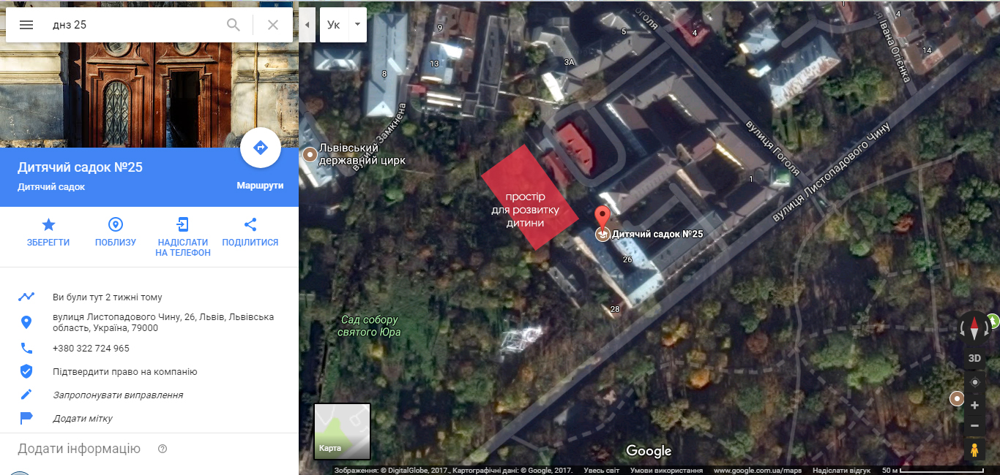 днз 25
Дитячий садок №25
Дитячий садок
Маршрути
ЗБЕРЕГТИ
ПОБЛИЗУ
НАДІСЛАТИ
НА ТЕЛЕФОН
ПОДІЛИТИСЯ
Ви були тут 2 тижні тому
вулиця Листопадового Чину, 26, Львів, Львівська
область, Україна, 79000
+380 322 724 965
Підтвердити право на компанію
Запропонувати виправлення
Додати мітку
Додати інформацію
Ук
9
13
8
3А
5
4
1
4
14
Гоголя
Івана Огієнка
Замкнена
Львівський
державний цирк
вулиця Гоголя
1
вулиця Листопадового Чину
простір
для розвитку
дитини
Дитячий садок №25
26
28
Сад собору
святого Юра
3D
Карта
Google
Зображення: © DigitalGlobe, 2017., Картографічні дані: © Google, 2017.
Увесь світ
Умови використання
www.google.com.ua/maps
Надіслати відгук
50 м